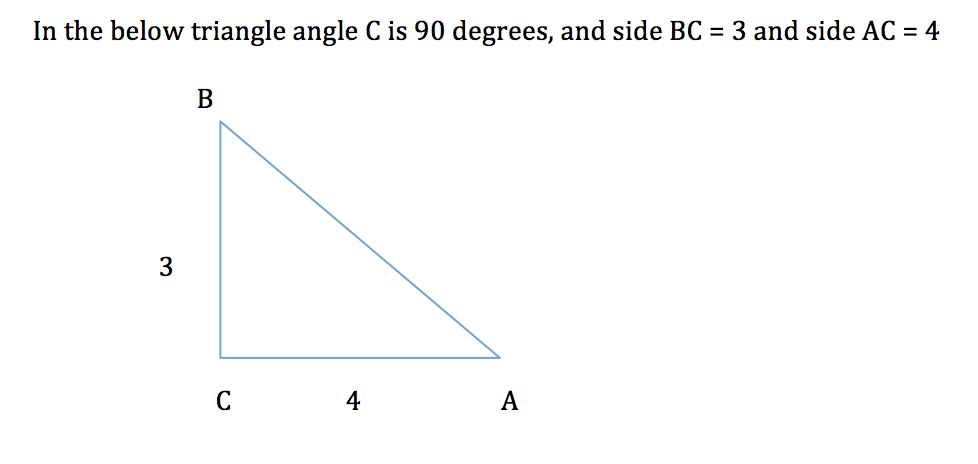 In the below triangle angle C is 90 degrees, and side BC = 3 and side AC = 4
B
3
C 4 A